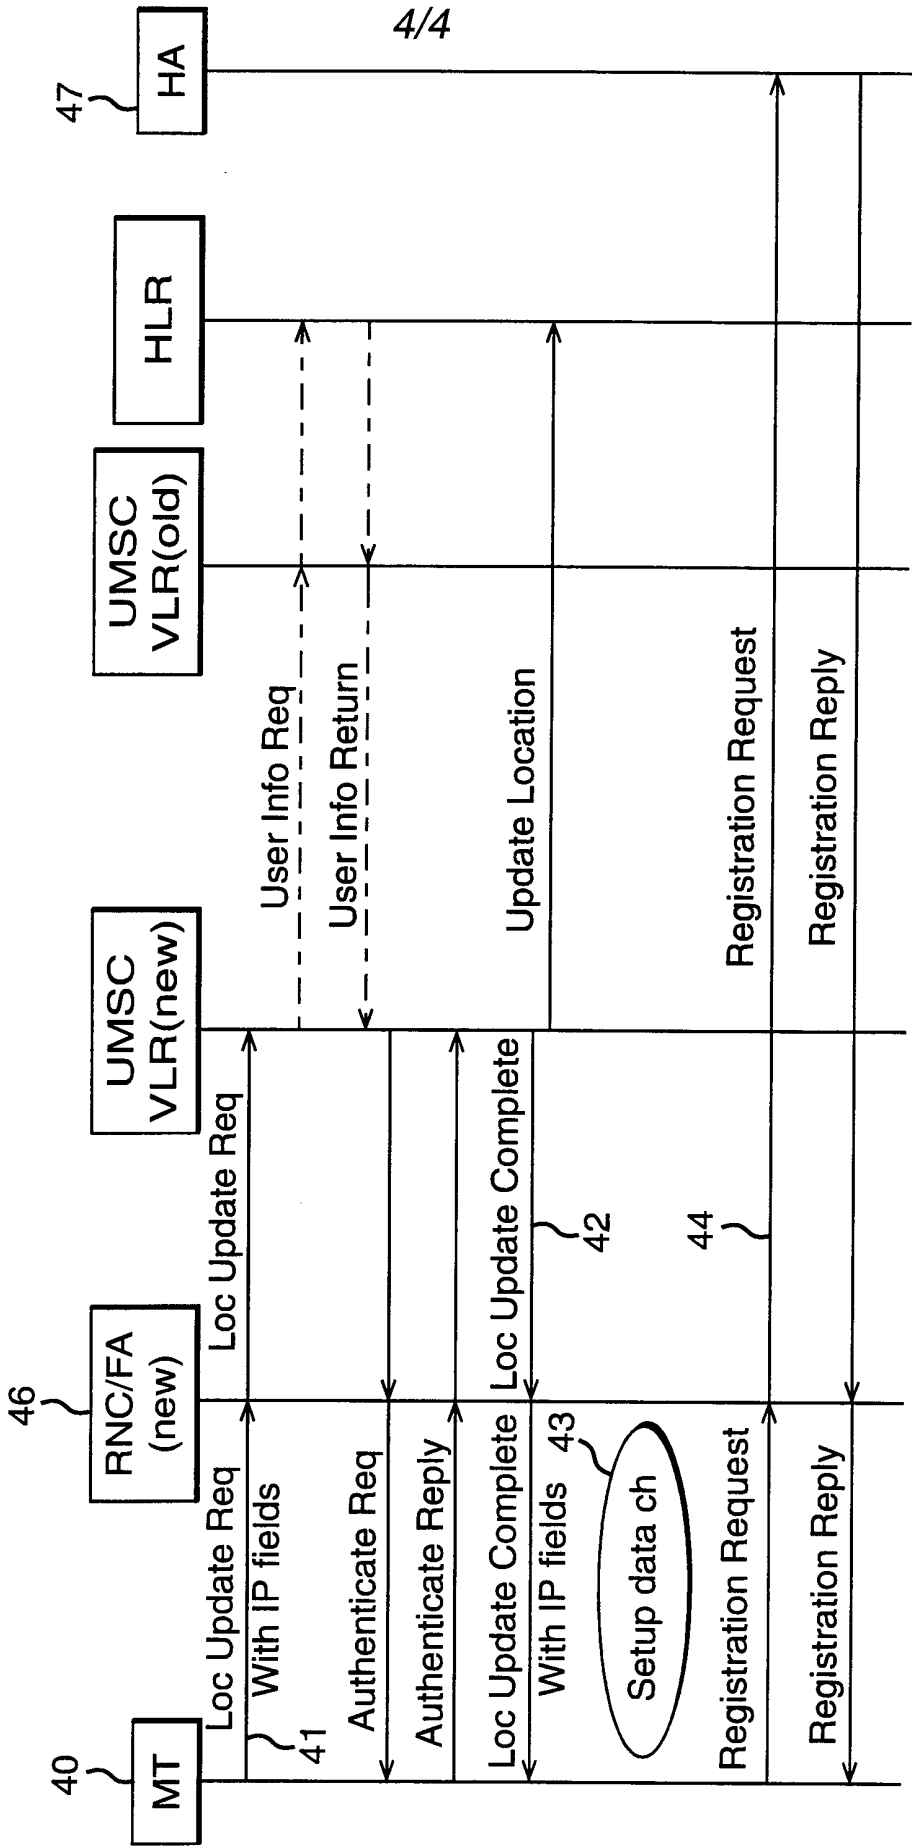 4/4
40
MT
46
RNC/FA
(new)
UMSC
VLR(new)
UMSC
VLR(old)
HLR
47
HA
Loc Update Req
With IP fields
41
Loc Update Req
User Info Req
User Info Return
Authenticate Req
Authenticate Reply
Loc Update Complete
With IP fields
Loc Update Complete
42
Update Location
43
Setup data ch
Registration Request
44
Registration Request
Registration Reply
Registration Reply